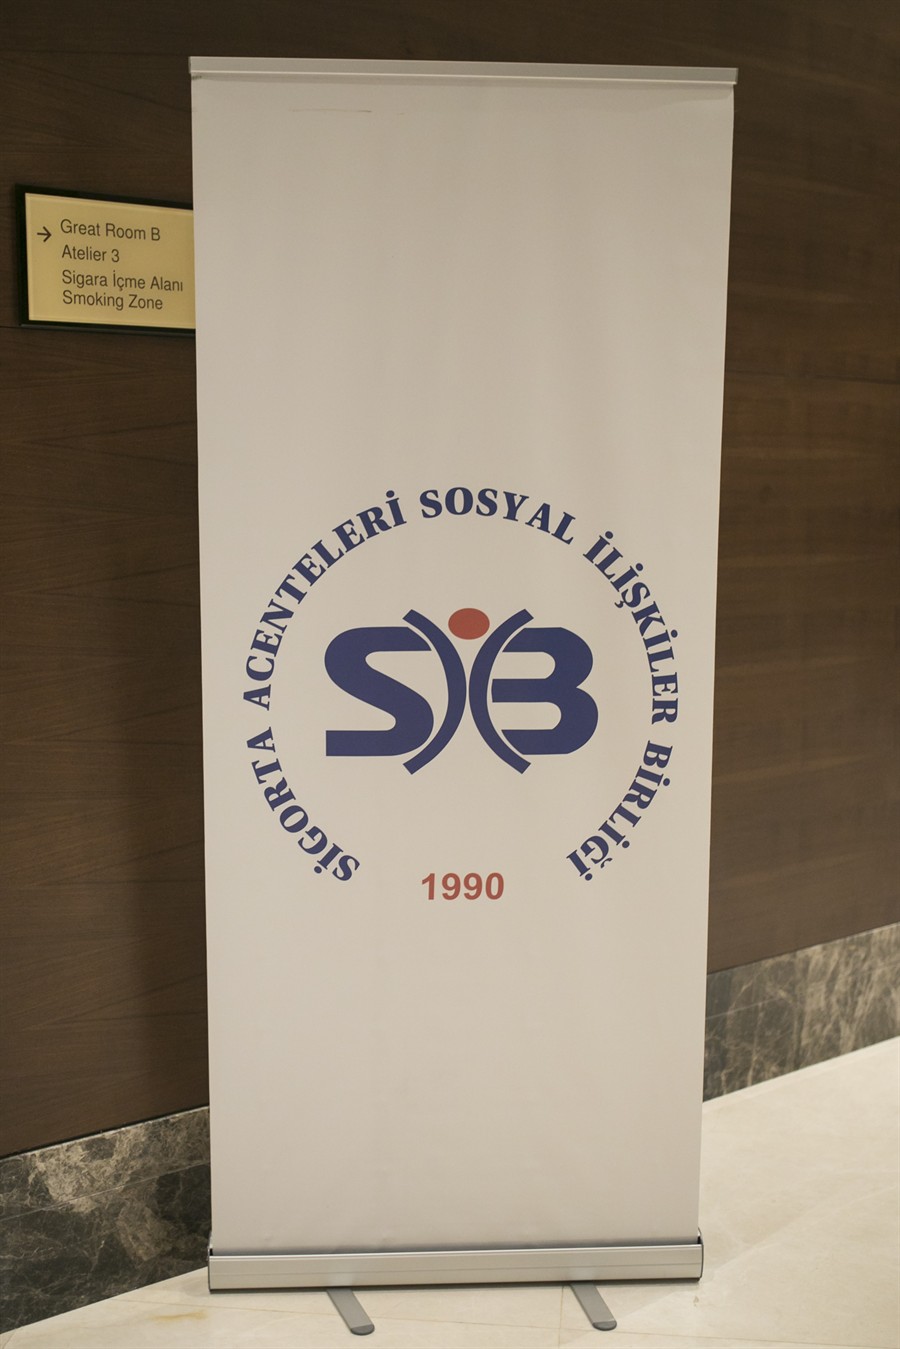 → Great Room B
Atelier 3
Sigara İçme Alanı
Smoking Zone
SİGORTA ACENTELERİ SOSYAL İLİŞKİLER BİRLİĞİ
SİB
1990